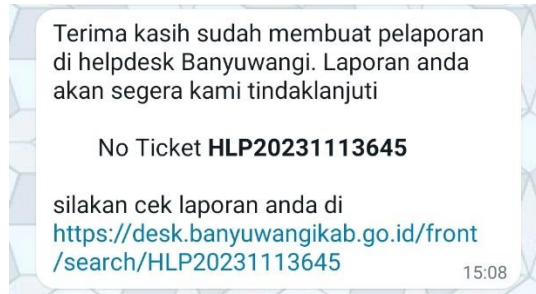 Terima kasih sudah membuat pelaporan
di helpdesk Banyuwangi. Laporan anda
akan segera kami tindaklanjuti
No Ticket HLP20231113645
silakan cek laporan anda di
https://desk.banyuwangikab.go.id/front
/search/HLP20231113645
15:08